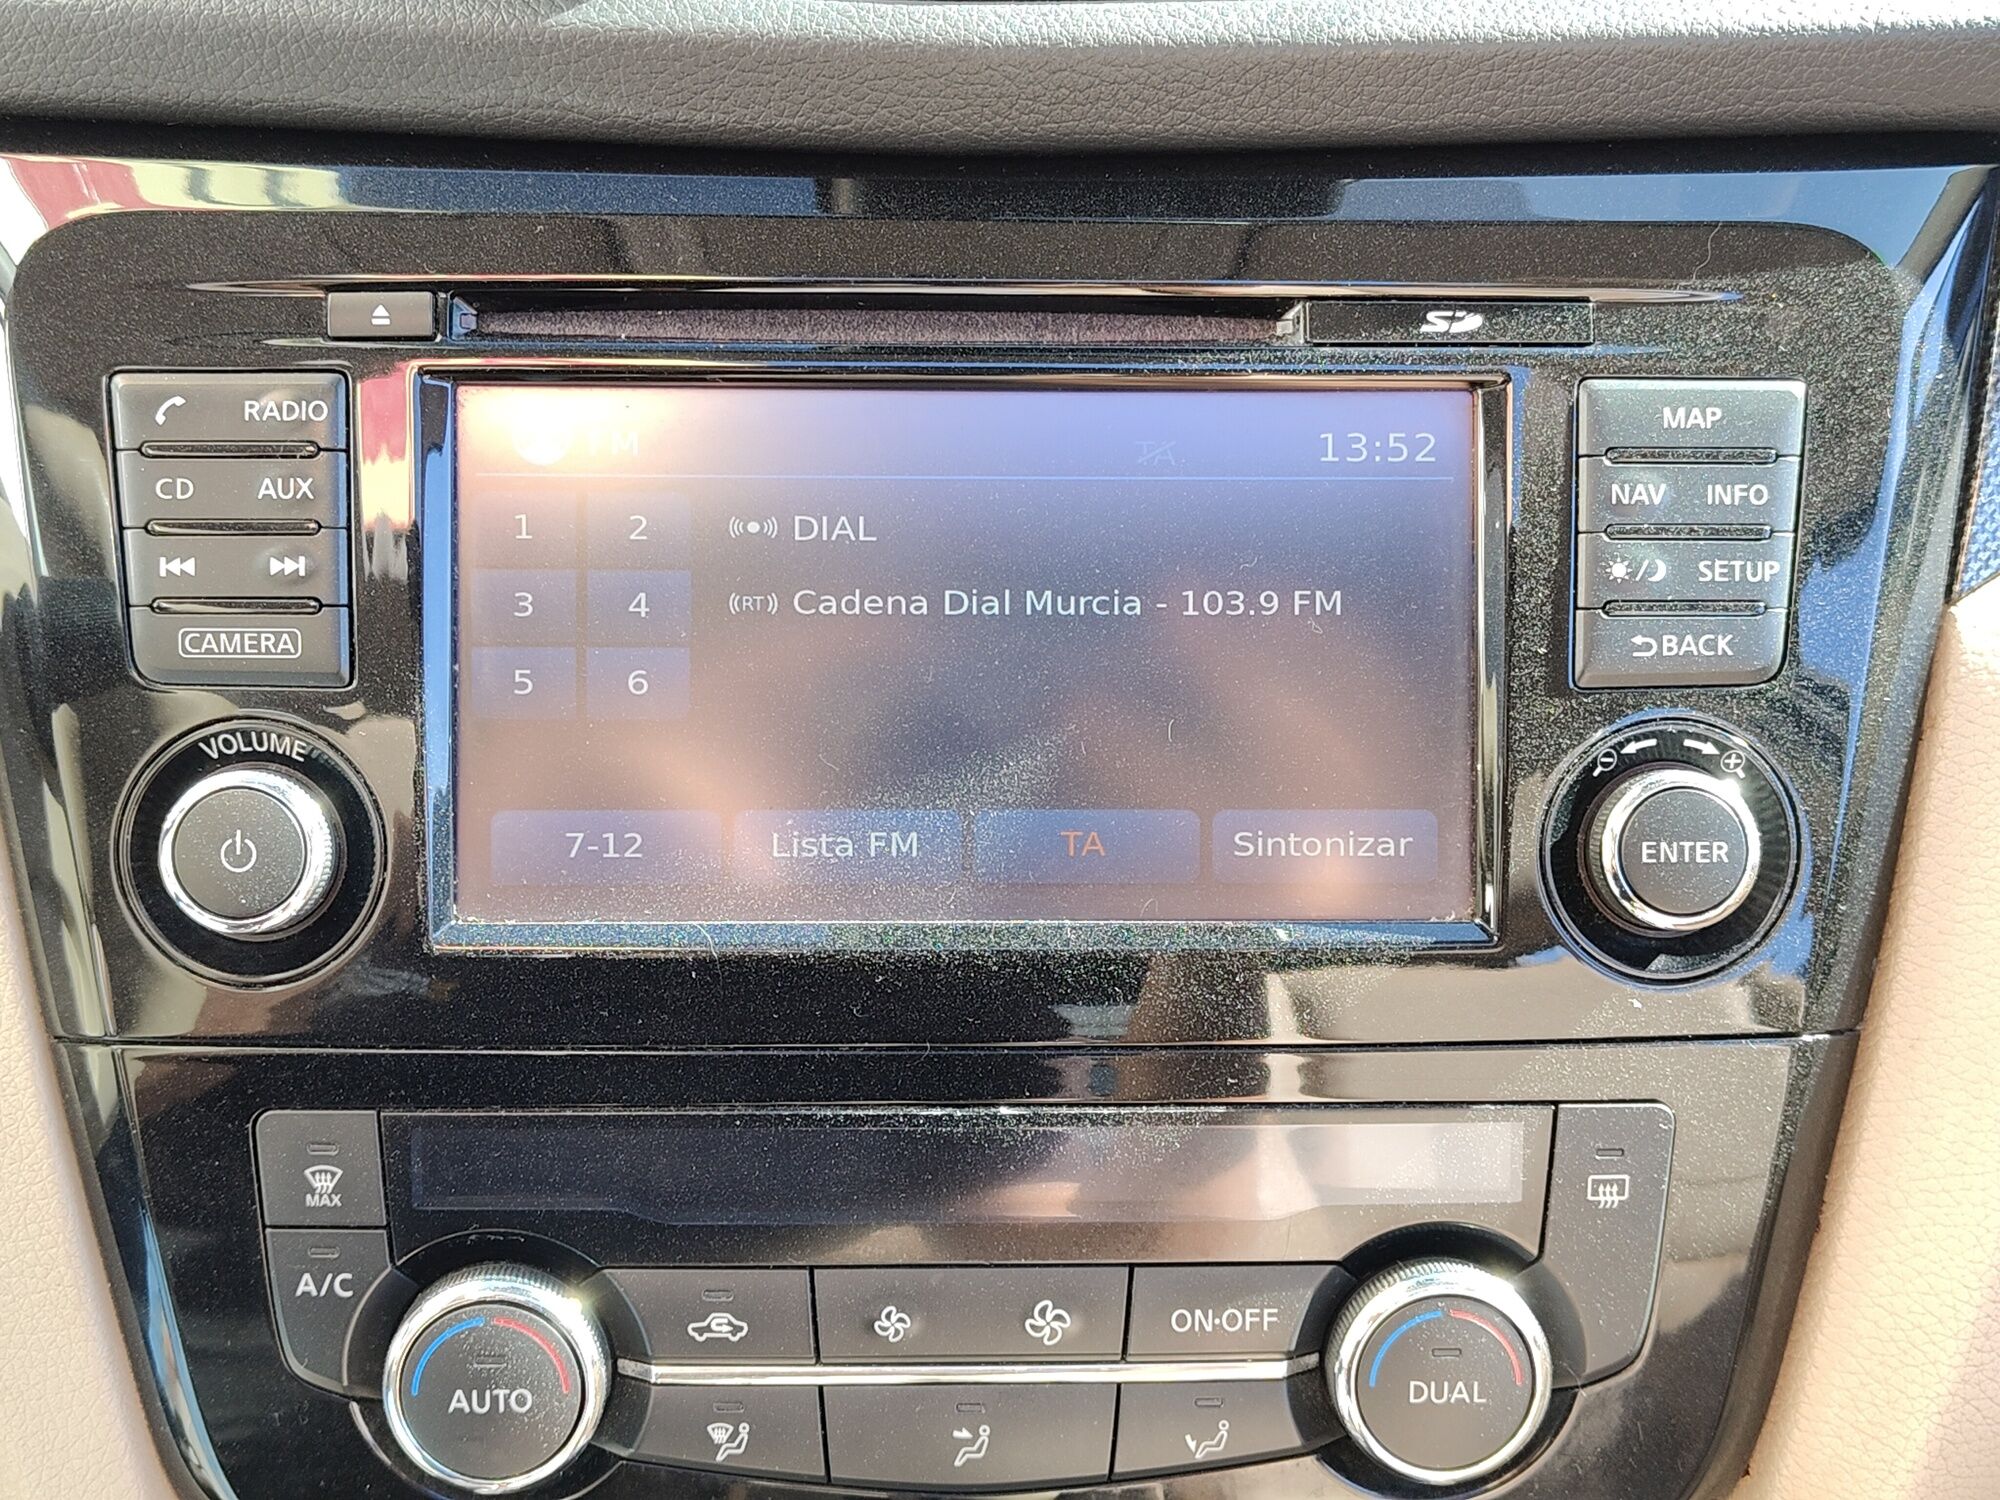 SD
RADIO
CD AUX
CAMERA
VOLUME
FM
TA
13:52
1 2
3 4
5 6
DIAL
((RT)) Cadena Dial Murcia - 103.9 FM
7-12 Lista FM TA Sintonizar
MAP
NAV INFO
SETUP
BACK
ENTER
MAX
A/C
AUTO
ON·OFF
DUAL